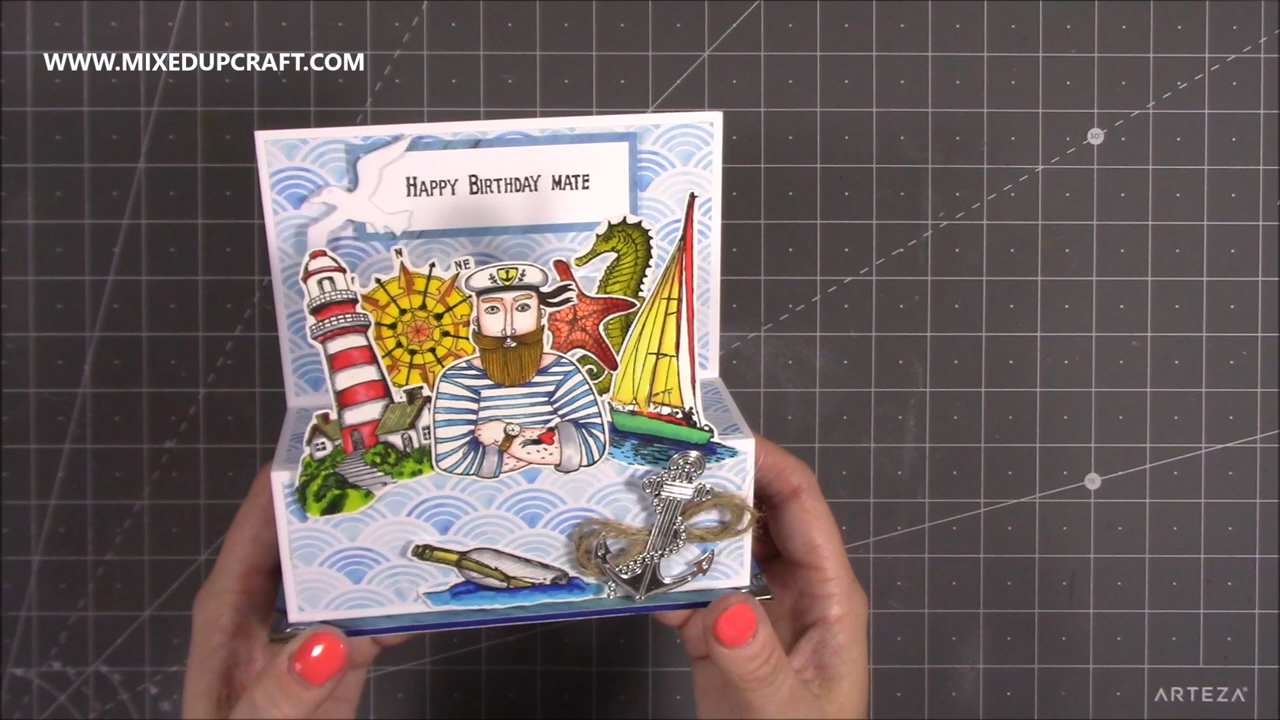 WWW.MIXEDUPCRAFT.COM
HAPPY BIRTHDAY MATE
N
NE
ARTEZA